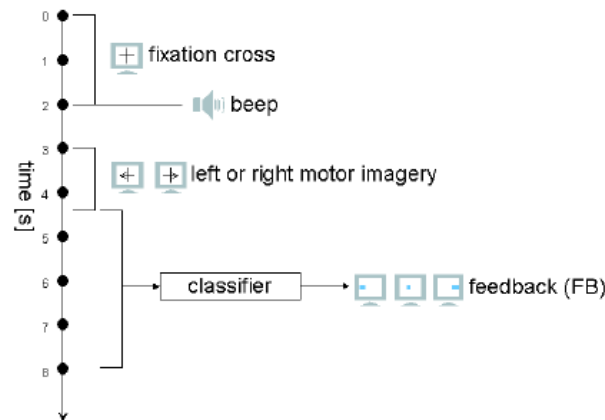 0
fixation cross
1
2
beep
3
left or right motor imagery
4
time [s]
5
classifier
feedback (FB)
6
7
8